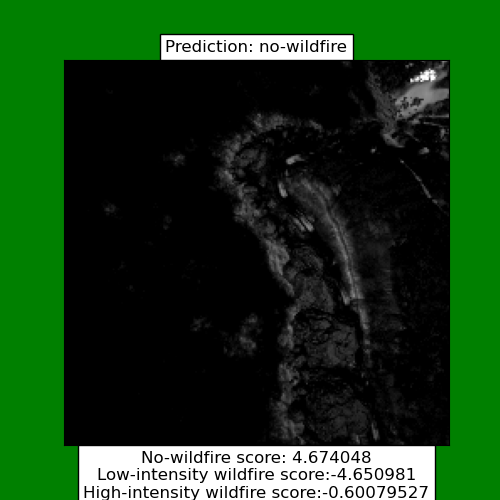 Prediction: no-wildfire
No-wildfire score: 4.674048
Low-intensity wildfire score:-4.650981
High-intensity wildfire score:-0.60079527